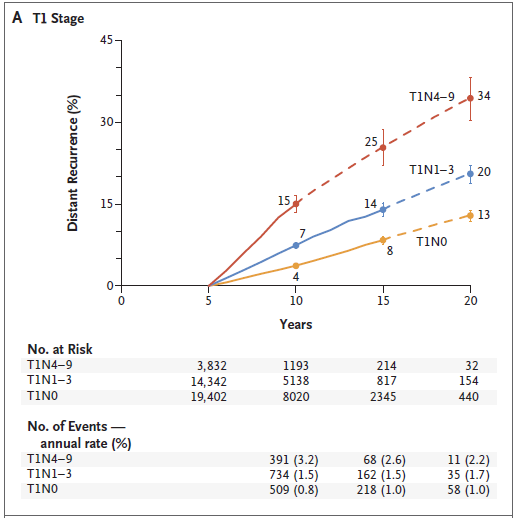 A T1 Stage
45
30
15
0
Distant Recurrence (%)
T1N4–9 34
25
T1N1–3 20
15
14
13
7
T1N0
8
4
0 5 10 15 20
Years
No. at Risk
T1N4–9 3,832 1193 214 32
T1N1–3 14,342 5138 817 154
T1N0 19,402 8020 2345 440
No. of Events —
annual rate (%)
T1N4–9 391 (3.2) 68 (2.6) 11 (2.2)
T1N1–3 734 (1.5) 162 (1.5) 35 (1.7)
T1N0 509 (0.8) 218 (1.0) 58 (1.0)